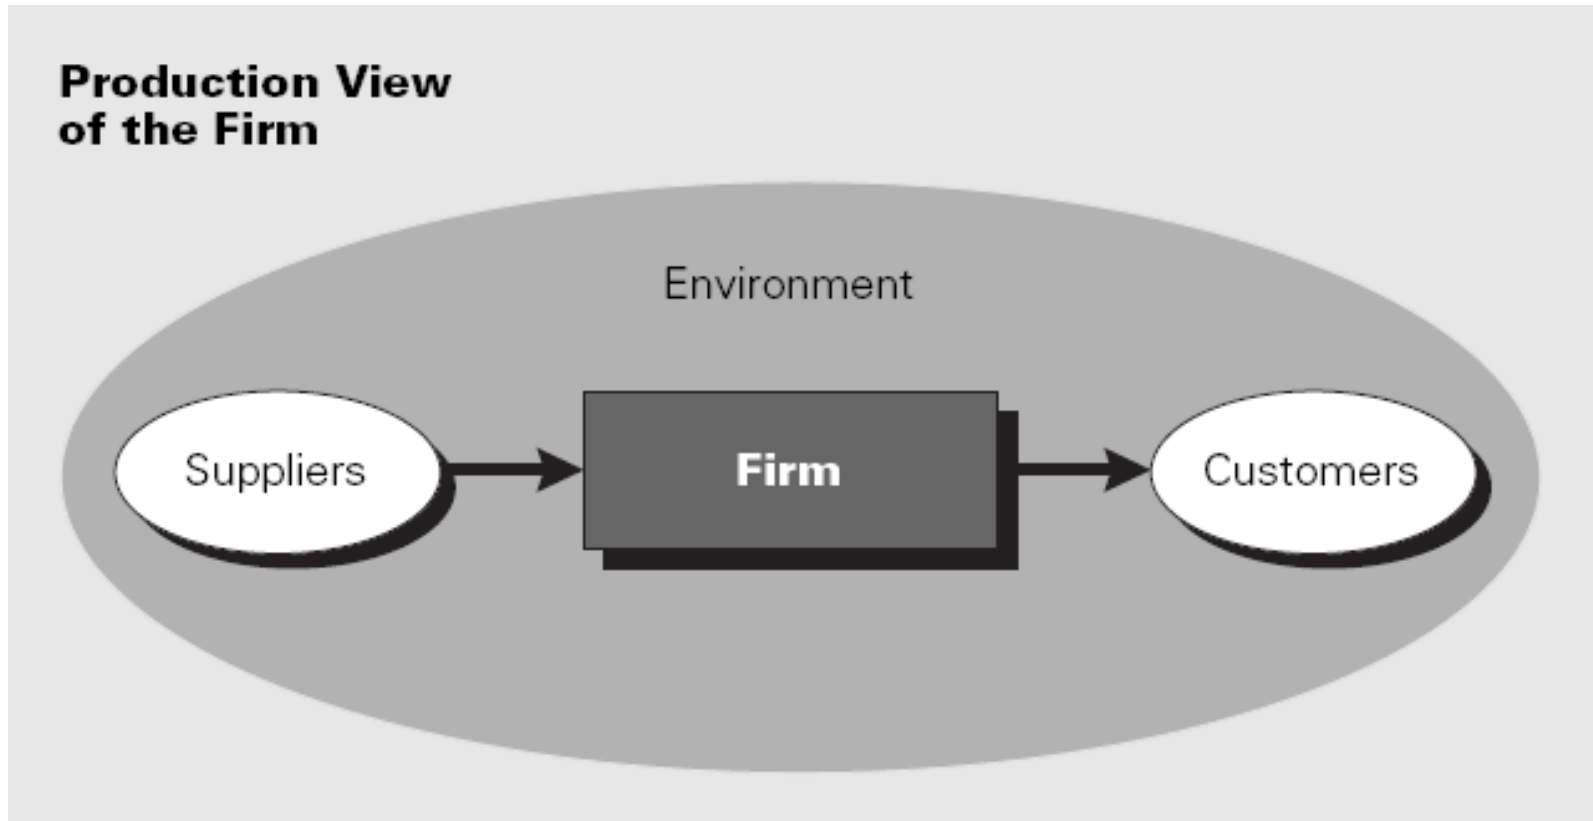 Production View
of the Firm
Environment
Suppliers
Firm
Customers